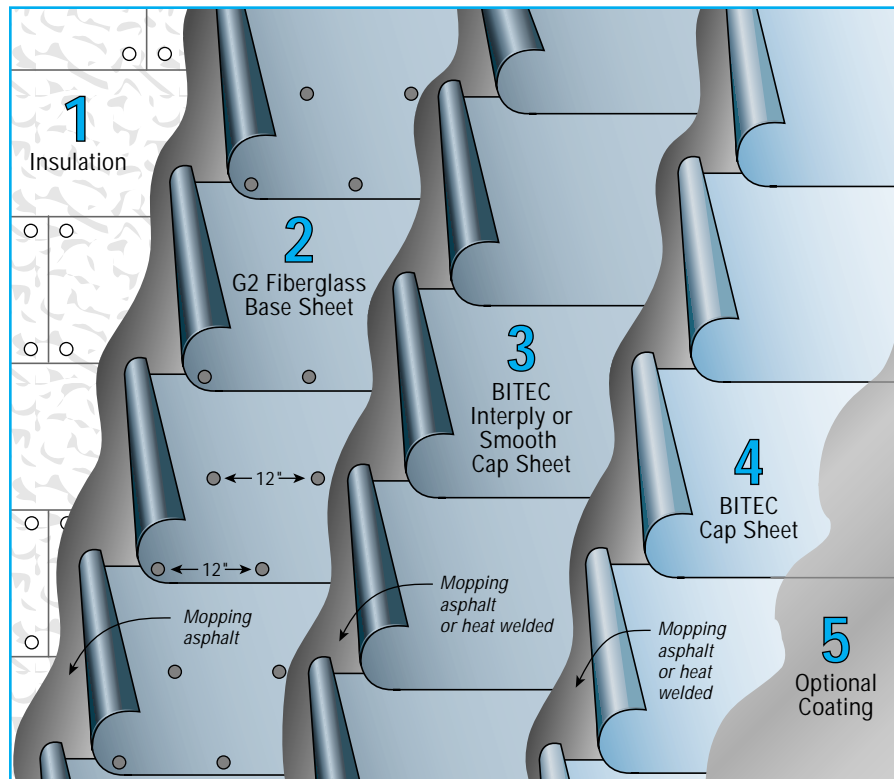 1
Insulation
2
G2 Fiberglass
Base Sheet
3
BITEC
Interply or
Smooth
Cap Sheet
4
BITEC
Cap Sheet
12"
12"
Mopping
asphalt
Mopping
asphalt
or heat welded
Mopping
asphalt
or heat
welded
5
Optional
Coating